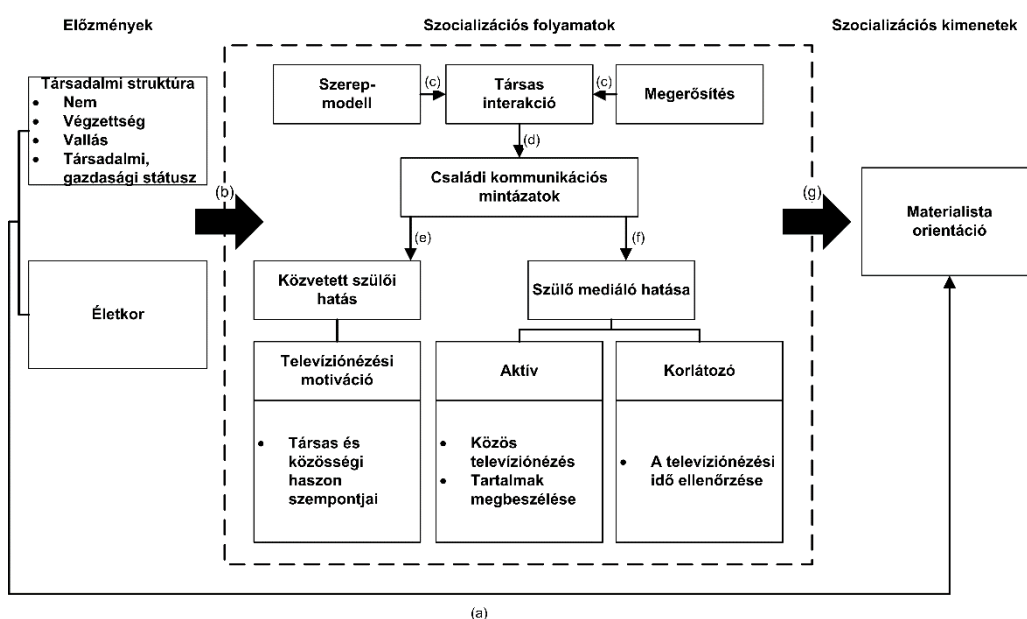 Előzmények
Szocializációs folyamatok
Szocializációs kimenetek
Társadalmi struktúra
• Nem
• Végzettség
• Vallás
• Társadalmi,
gazdasági státusz
Életkor
(b)
Szerep-
modell
(c)
Társas
interakció
(c)
Megerősítés
(d)
Családi kommunikációs
mintázatok
(e)
(f)
Közvetett szülői
hatás
Szülő mediáló hatása
Televíziónézési
motiváció
Aktív
Korlátozó
• Társas és
közösségi
haszon
szempontjai
• Közös
televíziónézés
• Tartalmak
megbeszélése
• A televíziónézési
idő ellenőrzése
(g)
Materialista
orientáció
(a)